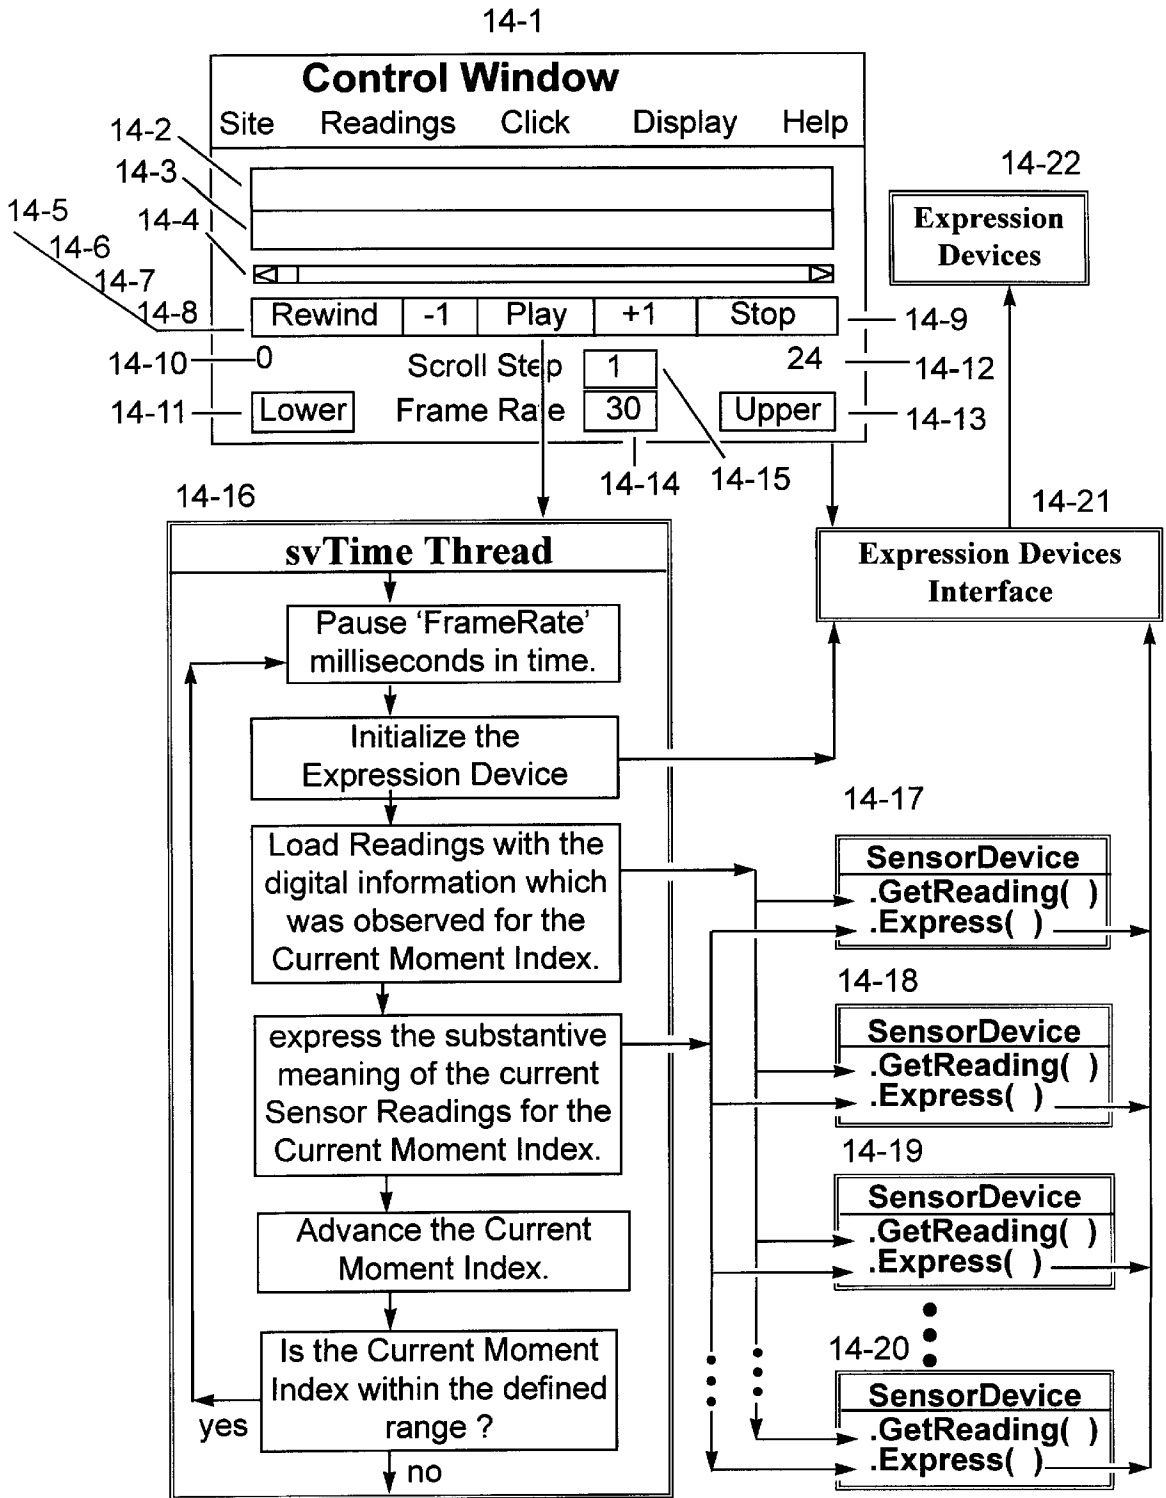 14-1
Control Window
Site Readings Click Display Help
14-2
14-3
14-4
14-5
14-6
14-7
14-8
Rewind -1 Play +1 Stop
14-9
14-10
0
Scroll Step 1
24
14-12
14-11
Lower
Frame Rate 30
Upper
14-13
14-14
14-15
14-22
Expression
Devices
14-21
Expression Devices
Interface
14-16
svTime Thread
Pause ‘FrameRate’
milliseconds in time.
Initialize the
Expression Device
Load Readings with the
digital information which
was observed for the
Current Moment Index.
express the substantive
meaning of the current
Sensor Readings for the
Current Moment Index.
Advance the Current
Moment Index.
Is the Current Moment
Index within the defined
range ?
yes
no
14-17
SensorDevice
.GetReading( )
.Express( )
14-18
SensorDevice
.GetReading( )
.Express( )
14-19
SensorDevice
.GetReading( )
.Express( )
14-20
SensorDevice
.GetReading( )
.Express( )